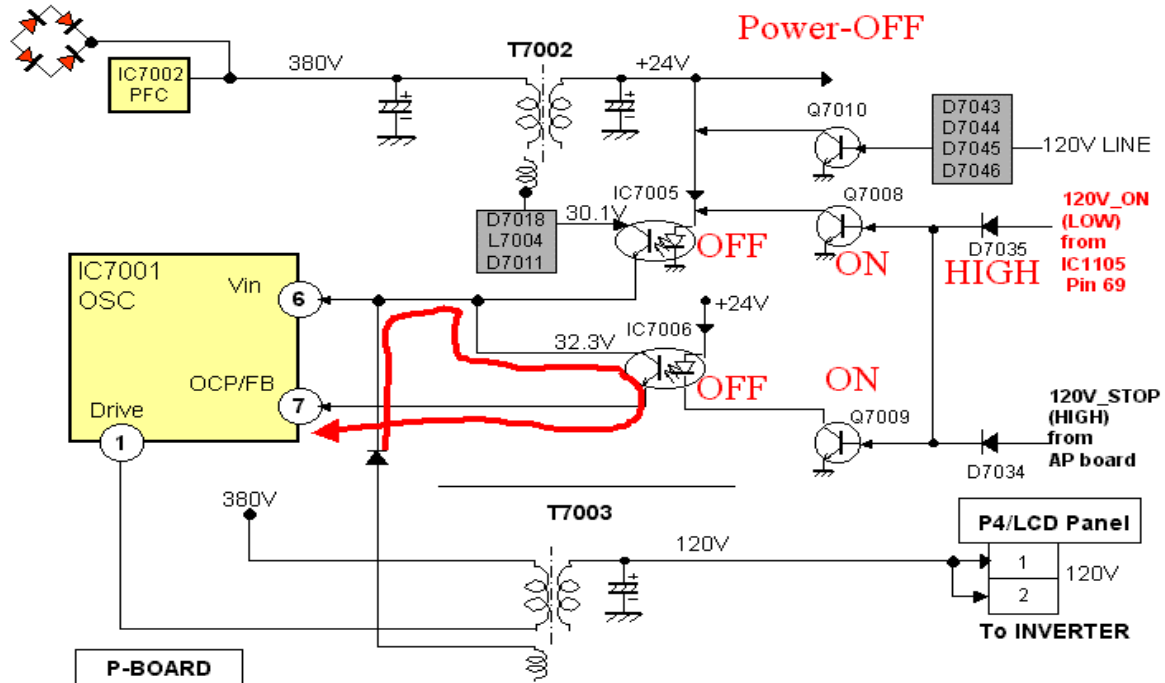 Power-OFF
T7002
380V
+24V
IC7002
PFC
Q7010
D7043
D7044
D7045
D7046
120V LINE
IC7005
Q7008
30.1V
D7018
L7004
D7011
OFF
ON
D7035
HIGH
120V_ON
(LOW)
from
IC1105
Pin 69
IC7001
OSC
Vin
6
+24V
IC7006
32.3V
OCP/FB
7
OFF
ON
Drive
1
Q7009
120V_STOP
(HIGH)
from
AP board
D7034
380V
T7003
120V
P4/LCD Panel
1
2
120V
To INVERTER
P-BOARD